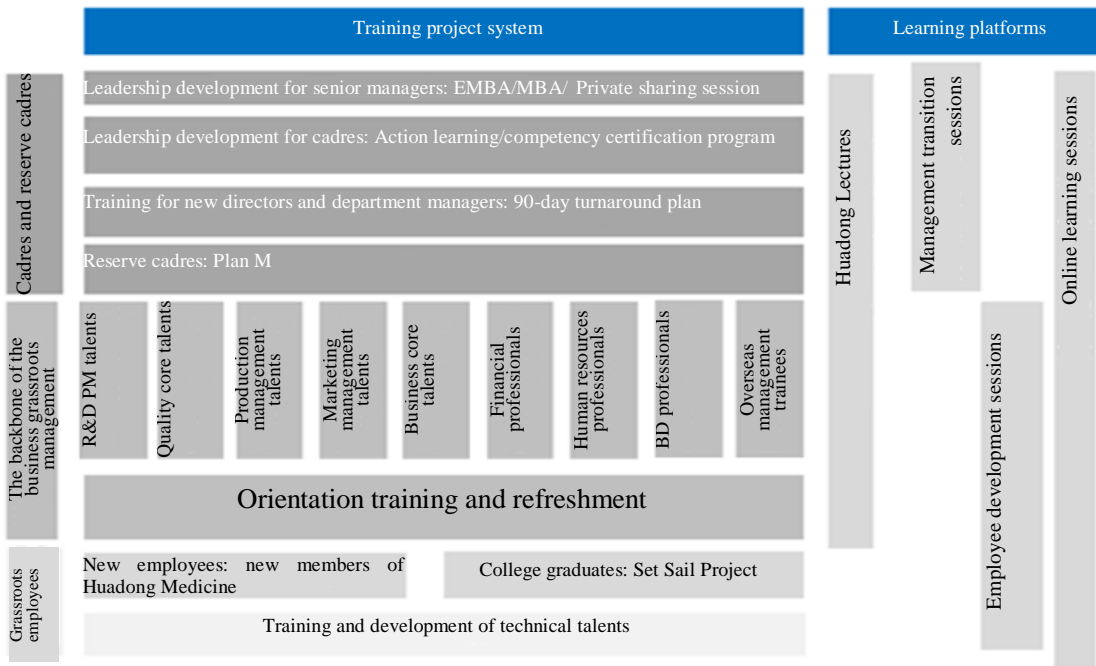 Training project system
Learning platforms
Cadres and reserve cadres
Leadership development for senior managers: EMBA/MBA/ Private sharing session
Leadership development for cadres: Action learning/competency certification program
Training for new directors and department managers: 90-day turnaround plan
Reserve cadres: Plan M
The backbone of the
business grassroots
management
R&D PM talents
Quality core talents
Production
management
talents
Marketing
management
talents
Business core
talents
Financial
professionals
Human resources
professionals
BD professionals
Overseas
management
trainees
Orientation training and refreshment
Grassroots
employees
New employees: new members of
Huadong Medicine
College graduates: Set Sail Project
Training and development of technical talents
Huadong Lectures
Management transition
sessions
Employee development sessions
Online learning sessions